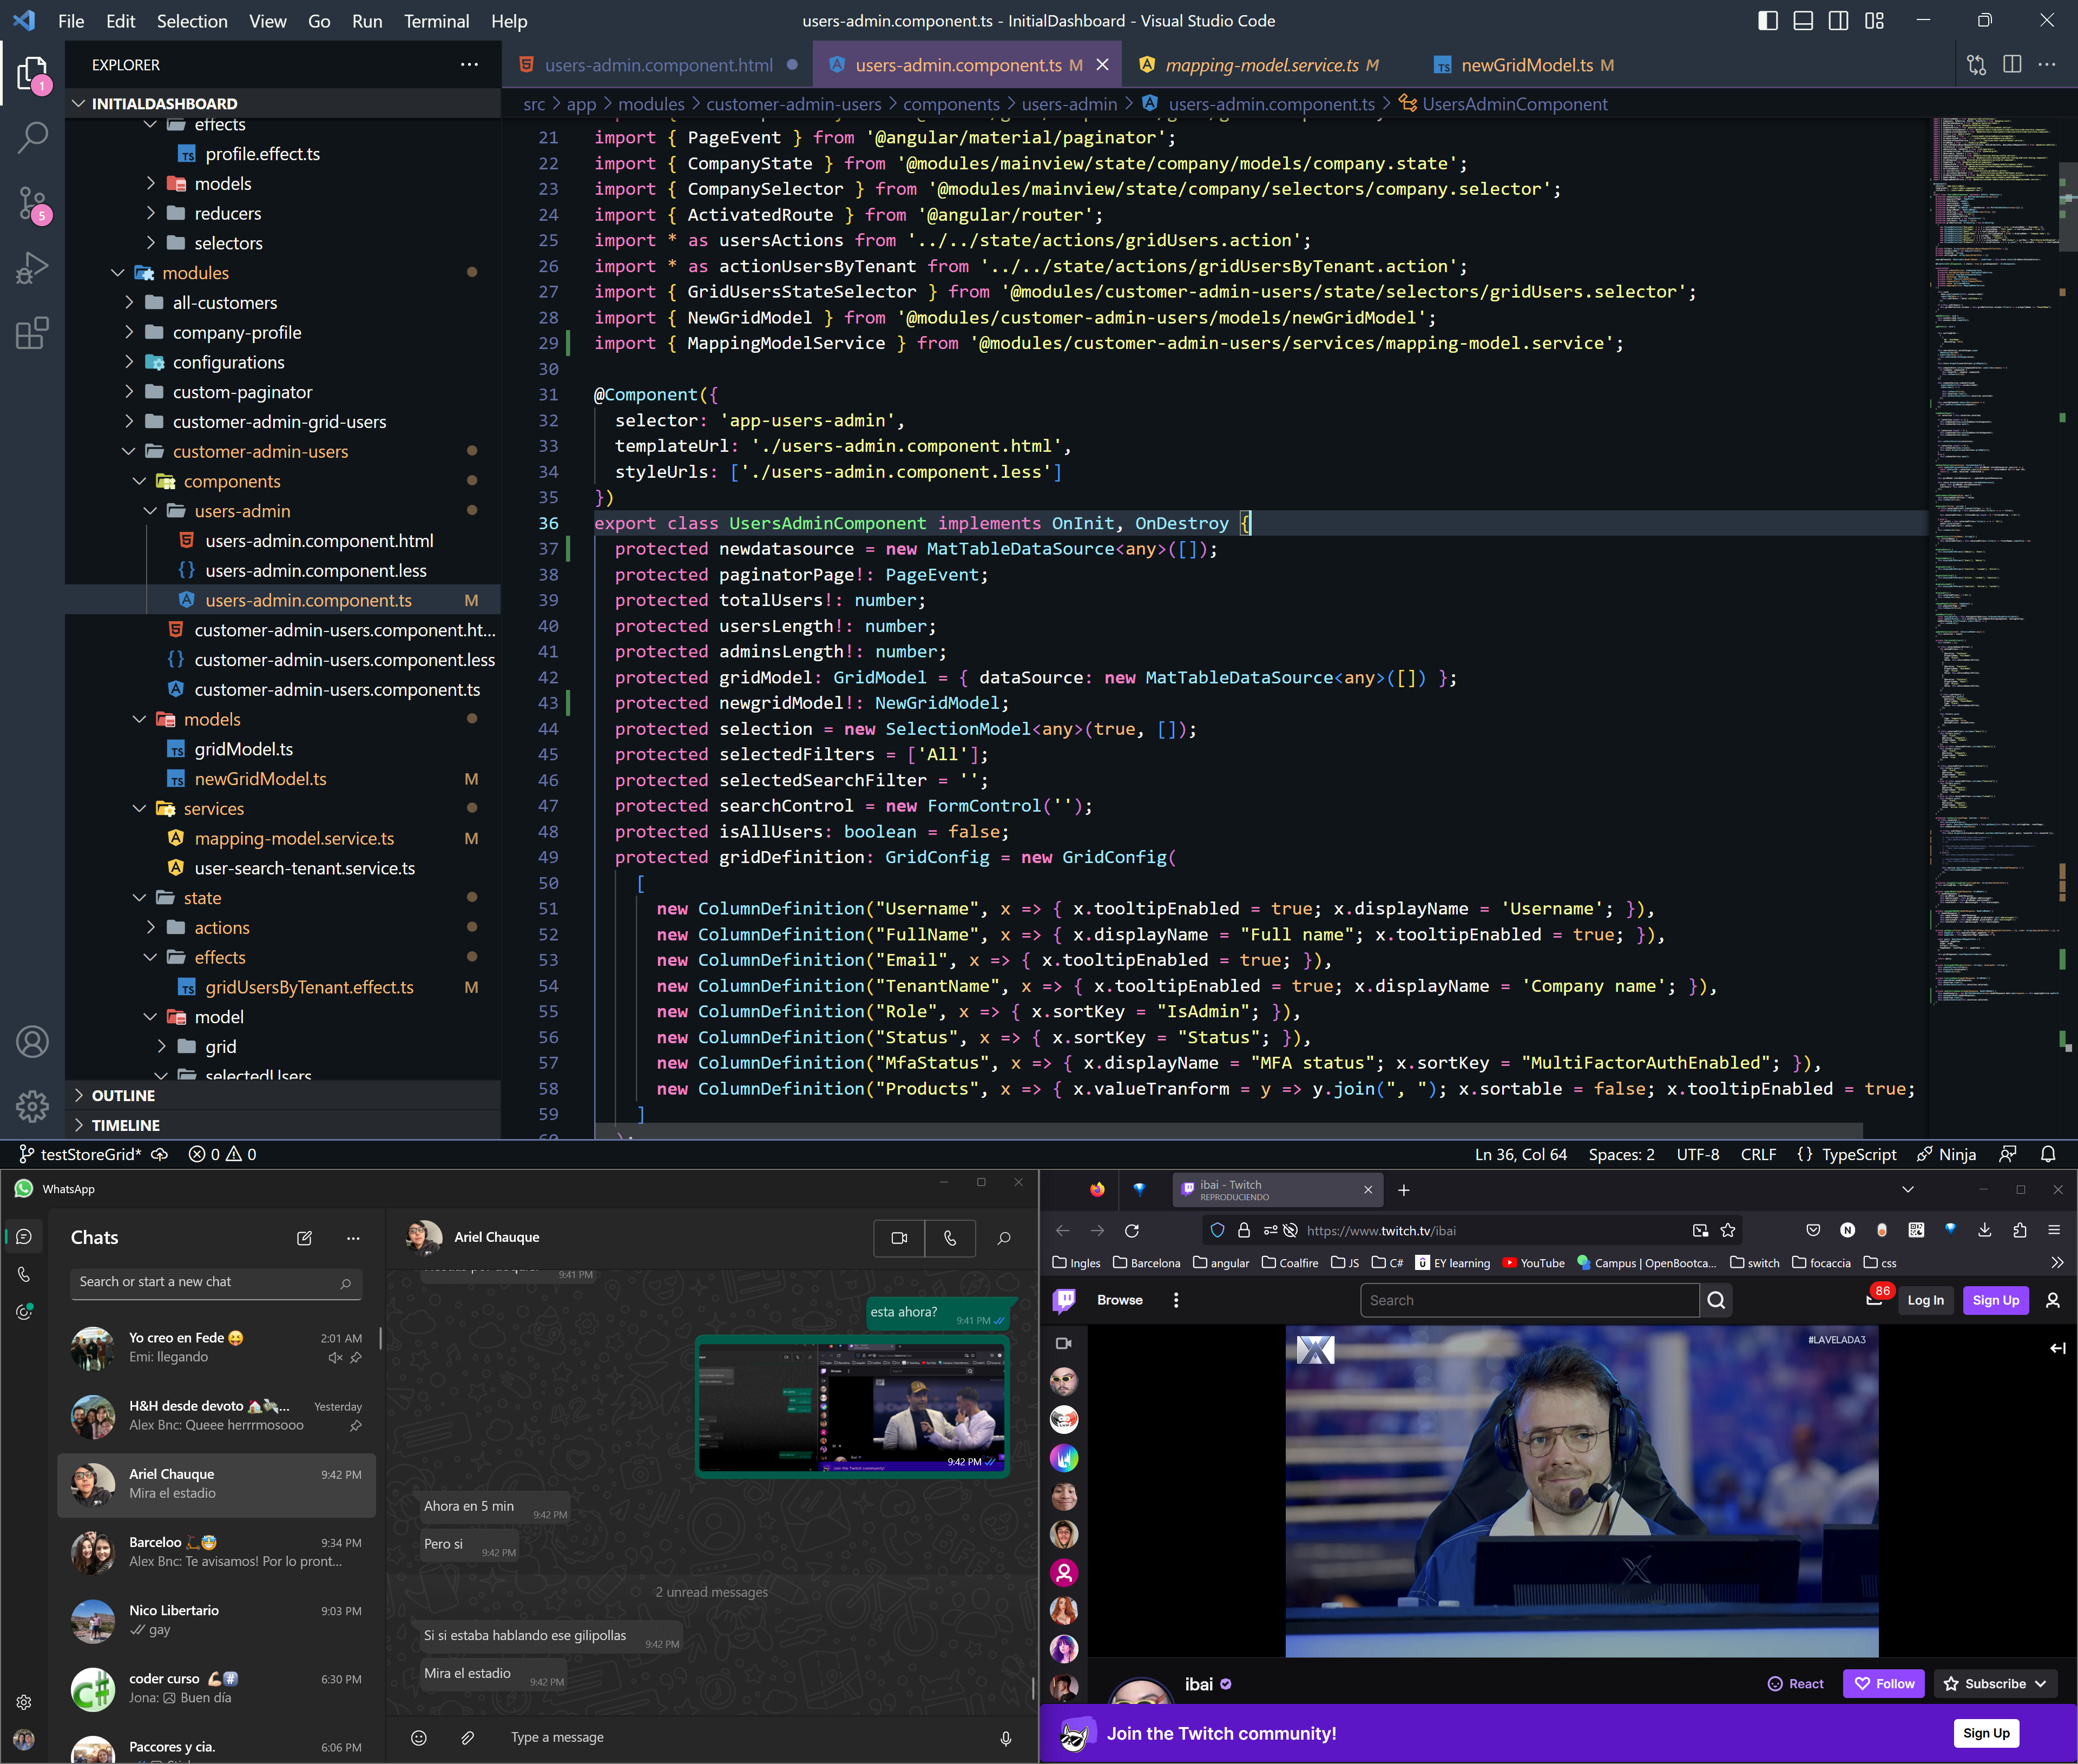 File Edit Selection View Go Run Terminal Help
users-admin.component.ts - InitialDashboard - Visual Studio Code
EXPLORER
INITIALDASHBOARD
effects
profile.effect.ts
models
reducers
selectors
modules
all-customers
company-profile
configurations
custom-paginator
customer-admin-grid-users
customer-admin-users
components
users-admin
users-admin.component.html
users-admin.component.less
users-admin.component.ts M
customer-admin-users.component.ht...
customer-admin-users.component.less
customer-admin-users.component.ts
models
gridModel.ts
newGridModel.ts M
services
mapping-model.service.ts M
user-search-tenant.service.ts
state
actions
effects
gridUsersByTenant.effect.ts M
model
grid
selectedUsers
OUTLINE
TIMELINE
1
5
users-admin.component.html
users-admin.component.ts M
mapping-model.service.ts M
newGridModel.ts M
src > app > modules > customer-admin-users > components > users-admin > users-admin.component.ts > UsersAdminComponent
21 import { PageEvent } from '@angular/material/paginator';
22 import { CompanyState } from '@modules/mainview/state/company/models/company.state';
23 import { CompanySelector } from '@modules/mainview/state/company/selectors/company.selector';
24 import { ActivatedRoute } from '@angular/router';
25 import * as usersActions from '../../state/actions/gridUsers.action';
26 import * as actionUsersByTenant from '../../state/actions/gridUsersByTenant.action';
27 import { GridUsersStateSelector } from '@modules/customer-admin-users/state/selectors/gridUsers.selector';
28 import { NewGridModel } from '@modules/customer-admin-users/models/newGridModel';
29 import { MappingModelService } from '@modules/customer-admin-users/services/mapping-model.service';
30
31 @Component({
32 selector: 'app-users-admin',
33 templateUrl: './users-admin.component.html',
34 styleUrls: ['./users-admin.component.less']
35 })
36 export class UsersAdminComponent implements OnInit, OnDestroy {
37 protected newdatasource = new MatTableDataSource<any>([]);
38 protected paginatorPage!: PageEvent;
39 protected totalUsers!: number;
40 protected usersLength!: number;
41 protected adminsLength!: number;
42 protected gridModel: GridModel = { dataSource: new MatTableDataSource<any>([]) };
43 protected newgridModel!: NewGridModel;
44 protected selection = new SelectionModel<any>(true, []);
45 protected selectedFilters = ['All'];
46 protected selectedSearchFilter = '';
47 protected searchControl = new FormControl('');
48 protected isAllUsers: boolean = false;
49 protected gridDefinition: GridConfig = new GridConfig(
50 [
51 new ColumnDefinition("Username", x => { x.tooltipEnabled = true; x.displayName = 'Username'; }),
52 new ColumnDefinition("FullName", x => { x.displayName = "Full name"; x.tooltipEnabled = true; }),
53 new ColumnDefinition("Email", x => { x.tooltipEnabled = true; }),
54 new ColumnDefinition("TenantName", x => { x.tooltipEnabled = true; x.displayName = 'Company name'; }),
55 new ColumnDefinition("Role", x => { x.sortKey = "IsAdmin"; }),
56 new ColumnDefinition("Status", x => { x.sortKey = "Status"; }),
57 new ColumnDefinition("MfaStatus", x => { x.displayName = "MFA status"; x.sortKey = "MultiFactorAuthEnabled"; }),
58 new ColumnDefinition("Products", x => { x.valueTranform = y => y.join(", "); x.sortable = false; x.tooltipEnabled = true;
59 ]
60 );
testStoreGrid* 0 0
Ln 36, Col 64 Spaces: 2 UTF-8 CRLF {} TypeScript Ninja
WhatsApp
Chats
Search or start a new chat
Yo creo en Fede 😝 2:01 AM
Emi: llegando
H&H desde devoto 🏠💸... Yesterday
Alex Bnc: Queee herrrmosooo
Ariel Chauque 9:42 PM
Mira el estadio
Barceloo 9:34 PM
Alex Bnc: Te avisamos! Por lo pront...
Nico Libertario 9:03 PM
gay
coder curso 💪🏻#️⃣ 6:30 PM
Jona: Buen día
Paccores y cia. 6:06 PM
Ariel Chauque
9:41 PM
esta ahora?
9:41 PM
9:42 PM
Ahora en 5 min
9:42 PM
Pero si
9:42 PM
2 unread messages
Si si estaba hablando ese gilipollas
9:42 PM
Mira el estadio
9:42 PM
Type a message
ibai - Twitch
REPRODUCIENDO
https://www.twitch.tv/ibai
Ingles Barcelona angular Coalfire JS C# EY learning YouTube Campus | OpenBootca... switch focaccia css
Browse
Search
86
Log In
Sign Up
#LAVELADA3
ibai
React
Follow
Subscribe
Join the Twitch community!
Sign Up